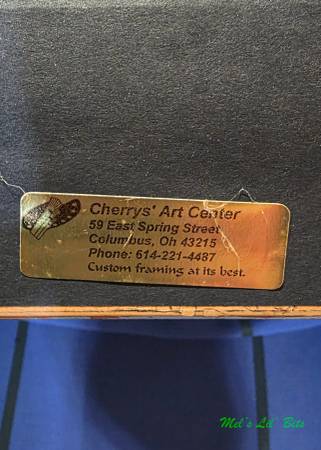 Cherrys' Art Center
59 East Spring Street
Columbus, Oh 43215
Phone: 614-221-4487
Custom framing at its best.
Mel's Lil' Bits